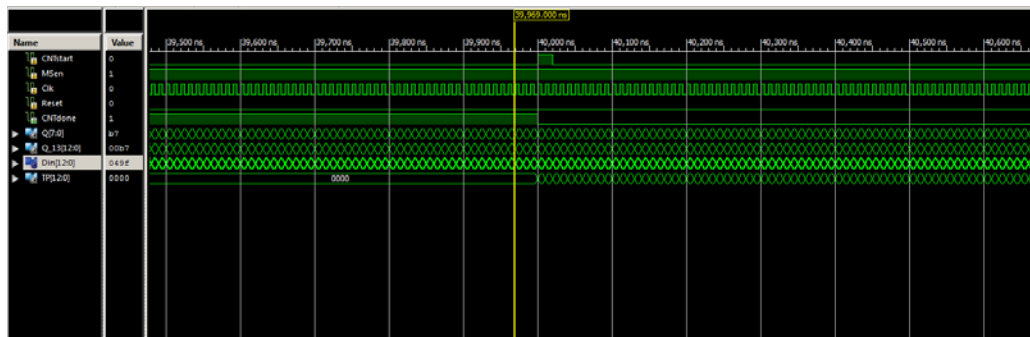 39,969.000 ns
Name Value 39,500 ns 39,600 ns 39,700 ns 39,800 ns 39,900 ns 40,000 ns 40,100 ns 40,200 ns 40,300 ns 40,400 ns 40,500 ns 40,600 ns
CNTstart 0
MSen 1
Clk 0
Reset 0
CNTdone 1
Q[7:0] b7
Q_13[12:0] 00b7
Din[12:0] 049f
TP[12:0] 0000 0000